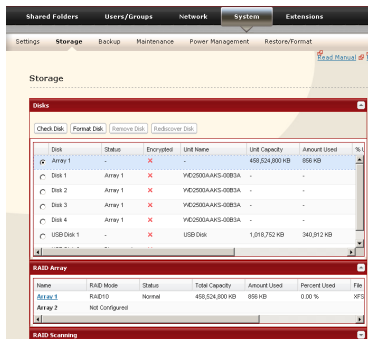 Shared Folders Users/Groups Network System Extensions
Settings Storage Backup Maintenance Power Management Restore/Format
Read Manual
Storage
Disks
Check Disk Format Disk Remove Disk Rediscover Disk
Disk Status Encrypted Unit Name Unit Capacity Amount Used % U
Array 1 - - 458,524,800 KB 856 KB
Disk 1 Array 1 WD2500AAKS-00B3A - -
Disk 2 Array 1 WD2500AAKS-00B3A - -
Disk 3 Array 1 WD2500AAKS-00B3A - -
Disk 4 Array 1 WD2500AAKS-00B3A - -
USB Disk 1 - USB Disk 1,018,752 KB 340,912 KB
RAID Array
Name RAID Mode Status Total Capacity Amount Used Percent Used File
Array 1 RAID10 Normal 458,524,800 KB 856 KB 0.00 % XFS
Array 2 Not Configured
RAID Scanning